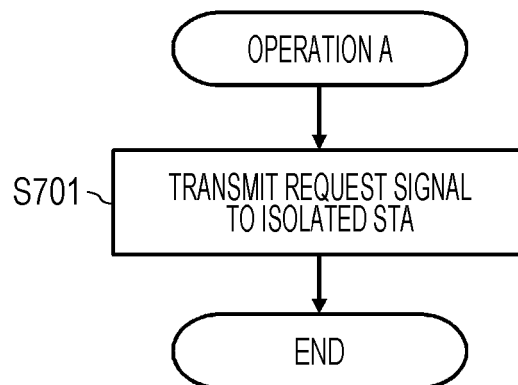 OPERATION A
S701
TRANSMIT REQUEST SIGNAL
TO ISOLATED STA
END